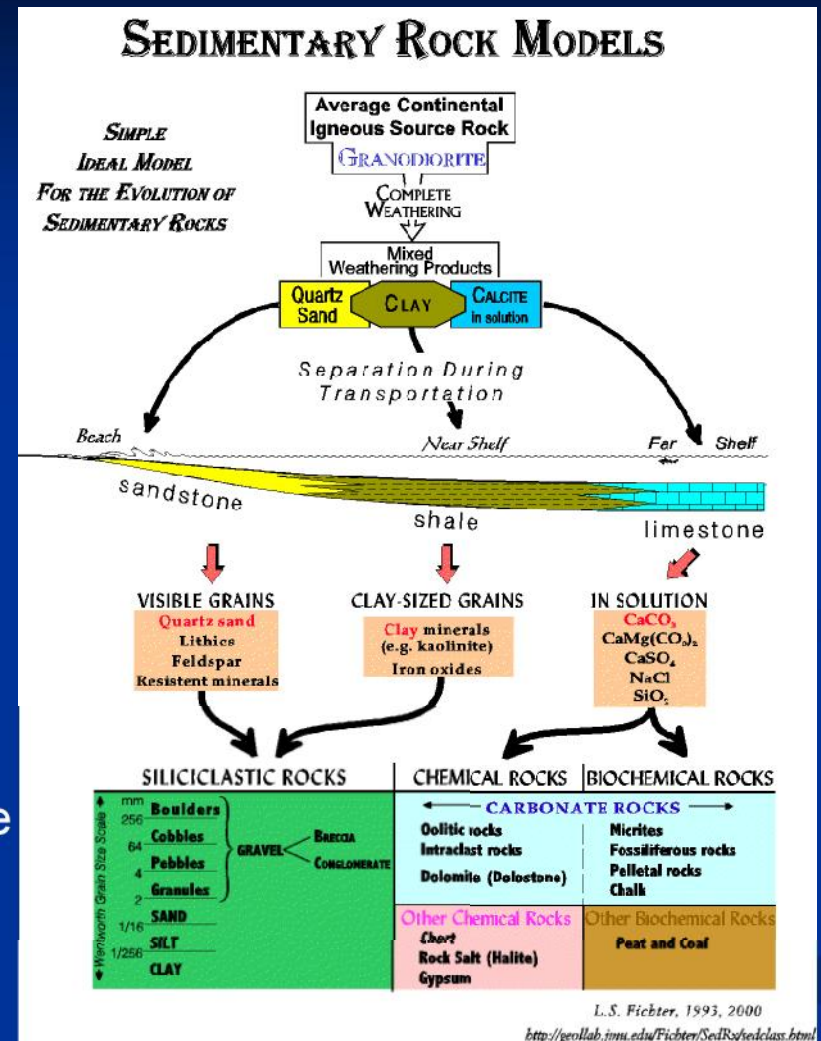 SEDIMENTARY ROCK MODELS
SIMPLE
IDEAL MODEL
FOR THE EVOLUTION OF
SEDIMENTARY ROCKS
Average Continental
Igneous Source Rock
GRANODIORITE
COMPLETE
WEATHERING
Mixed
Weathering Products
Quartz
Sand
CLAY
CALCITE
in solution
Separation During
Transportation
Beach
Near Shelf
Far Shelf
sandstone
shale
limestone
VISIBLE GRAINS
Quartz sand
Lithics
Feldspar
Resistent minerals
CLAY-SIZED GRAINS
Clay minerals
(e.g. kaolinite)
Iron oxides
IN SOLUTION
CaCO₃
CaMg(CO₃)₂
CaSO₄
NaCl
SiO₂
e
SILICICLASTIC ROCKS
Wentworth Grain Size Scale
mm
Boulders
256
Cobbles
64
Pebbles
4
Granules
2
SAND
1/16
SILT
1/256
CLAY
GRAVEL
BRECCIA
CONGLOMERATE
CHEMICAL ROCKS
BIOCHEMICAL ROCKS
CARBONATE ROCKS
Oolitic rocks
Intraclast rocks
Dolomite (Dolostone)
Micrites
Fossiliferous rocks
Pelletal rocks
Chalk
Other Chemical Rocks
Chert
Rock Salt (Halite)
Gypsum
Other Biochemical Rocks
Peat and Coal
L.S. Fichter, 1993, 2000
http://geollab.jmu.edu/Fichter/SedRx/sedclass.html